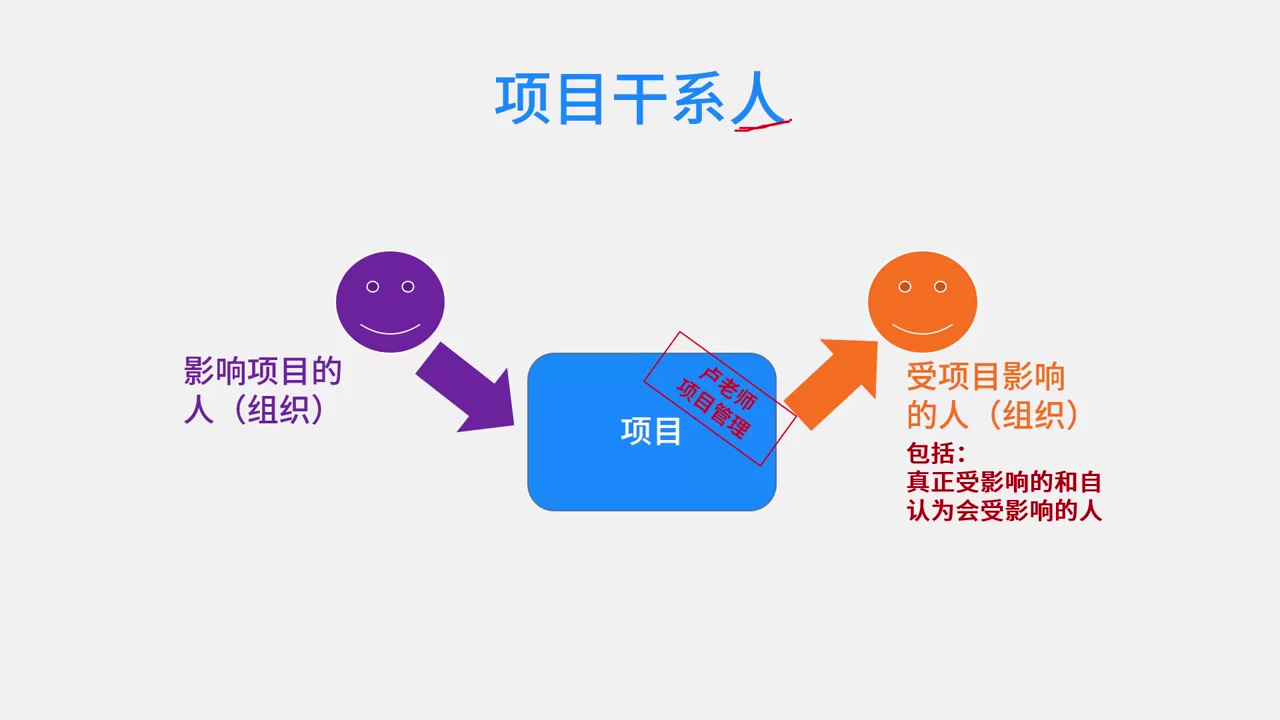 项目干系人
影响项目的
人（组织）
项目
卢老师
项目管理
受项目影响
的人（组织）
包括：
真正受影响的和自
认为会受影响的人